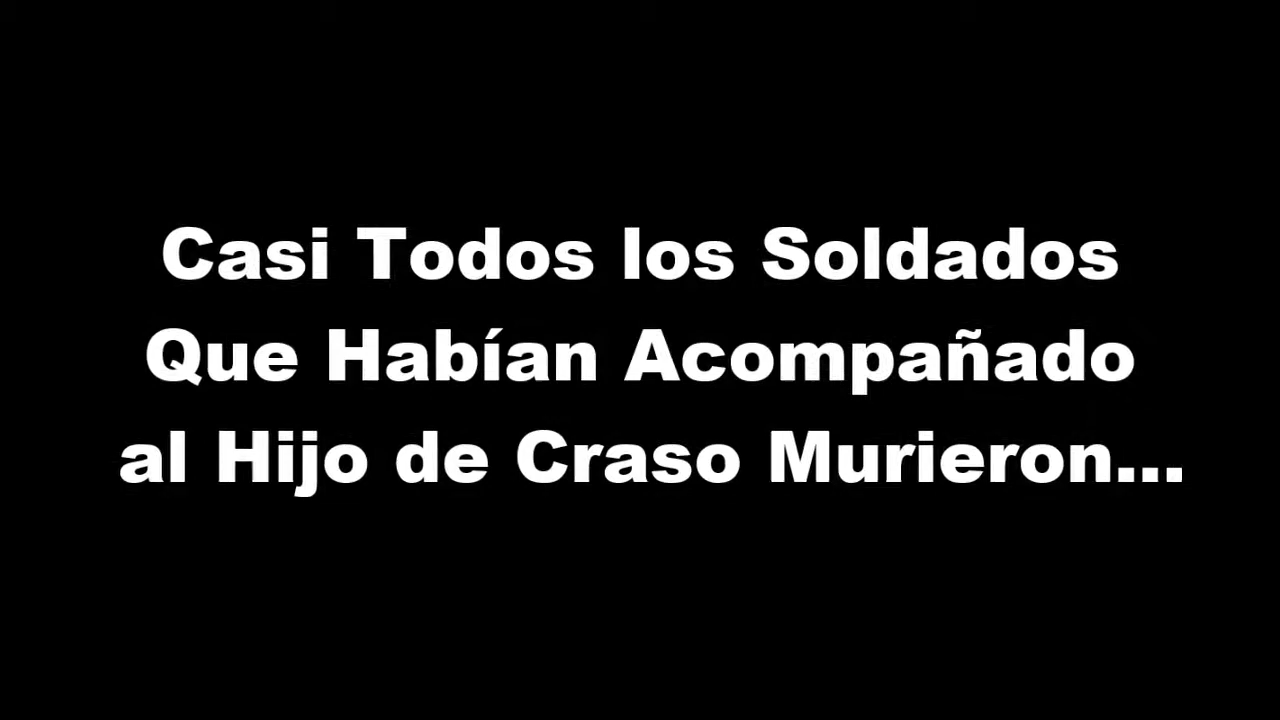 Casi Todos los Soldados
Que Habían Acompañado
al Hijo de Craso Murieron...